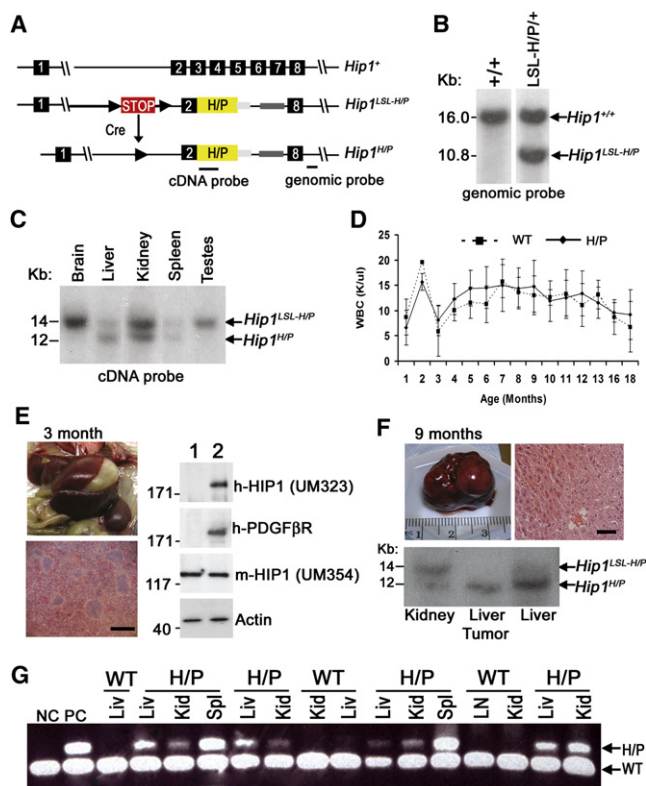 A
1 2 3 4 5 6 7 8 Hip1+
1 STOP 2 H/P 8 Hip1LSL-H/P
Cre
1 2 H/P 8 Hip1H/P
cDNA probe genomic probe
B
+/+ LSL-H/P/+
Kb:
16.0 Hip1+/+
10.8 Hip1LSL-H/P
genomic probe
C
Brain Liver Kidney Spleen Testes
Kb:
14 Hip1LSL-H/P
12 Hip1H/P
cDNA probe
D
WT H/P
WBC (K/ul)
25
20
15
10
5
0
1 2 3 4 5 6 7 8 9 10 11 12 13 16 18
Age (Months)
E
3 month
1 2
171 h-HIP1 (UM323)
171 h-PDGFβR
117 m-HIP1 (UM354)
40 Actin
F
9 months
1 2 3
Kb:
14 Hip1LSL-H/P
12 Hip1H/P
Kidney Liver Tumor Liver
G
WT H/P H/P WT H/P WT H/P
NC PC Liv Liv Kid Spl Liv Kid Kid Liv Liv Kid Spl LN Kid Liv Kid
H/P
WT